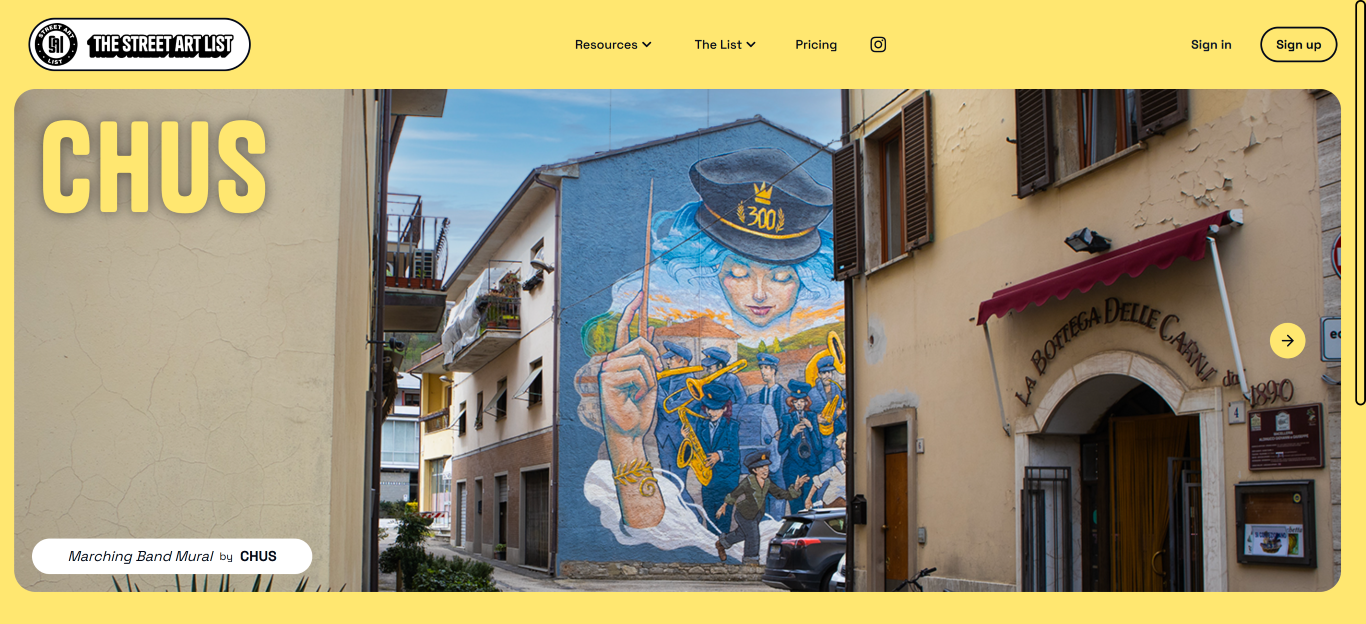 STREET ART
LIST
THE STREET ART LIST
Resources
The List
Pricing
Sign in
Sign up
CHUS
300
LA BOTTEGA DELLE CARNI
dal 1890
4
Marching Band Mural by CHUS